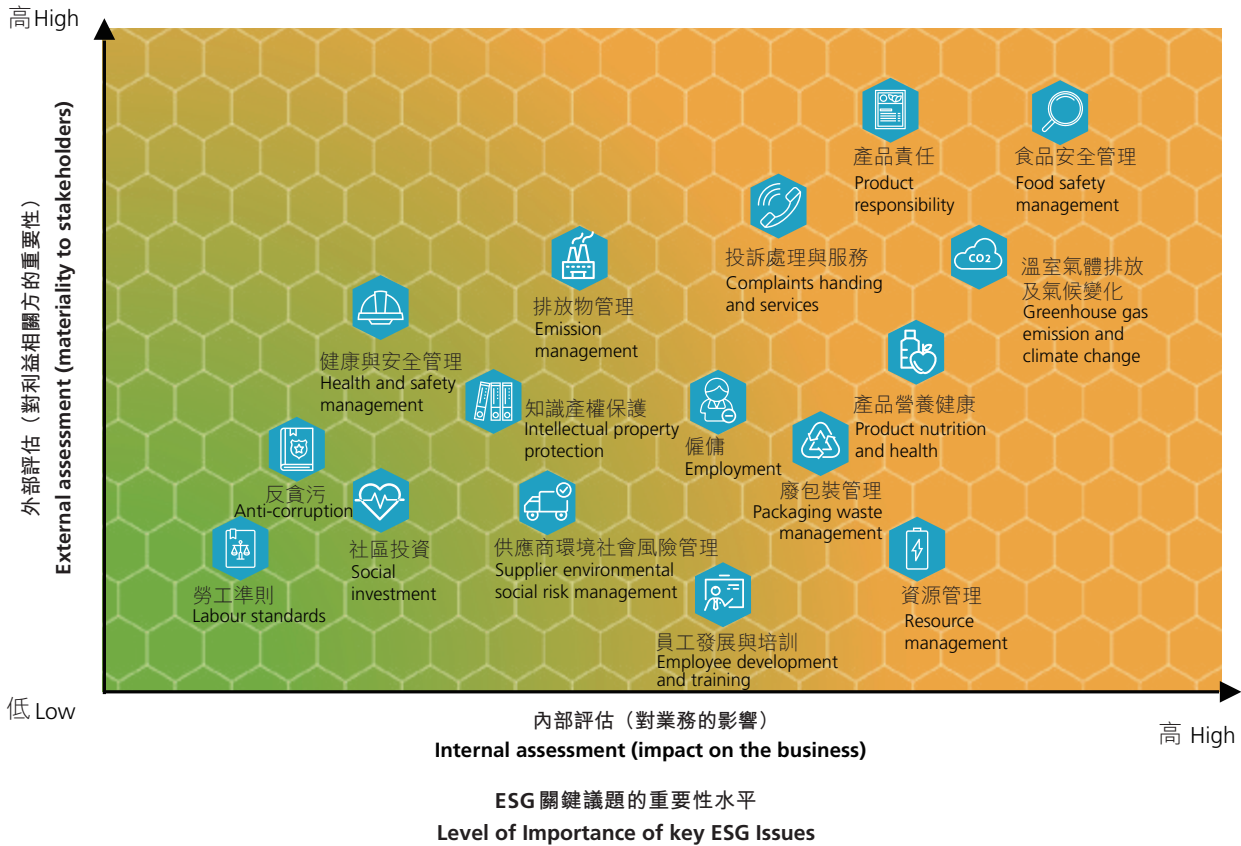 高 High
外部評估（對利益相關方的重要性）
External assessment (materiality to stakeholders)
產品責任
Product
responsibility
食品安全管理
Food safety
management
投訴處理與服務
Complaints handing
and services
CO2
溫室氣體排放
及氣候變化
Greenhouse gas
emission and
climate change
排放物管理
Emission
management
健康與安全管理
Health and safety
management
知識產權保護
Intellectual property
protection
僱傭
Employment
產品營養健康
Product nutrition
and health
反貪污
Anti-corruption
廢包裝管理
Packaging waste
management
社區投資
Social
investment
供應商環境社會風險管理
Supplier environmental
social risk management
勞工準則
Labour standards
資源管理
Resource
management
員工發展與培訓
Employee development
and training
低 Low
內部評估（對業務的影響）
Internal assessment (impact on the business)
高 High
ESG 關鍵議題的重要性水平
Level of Importance of key ESG Issues